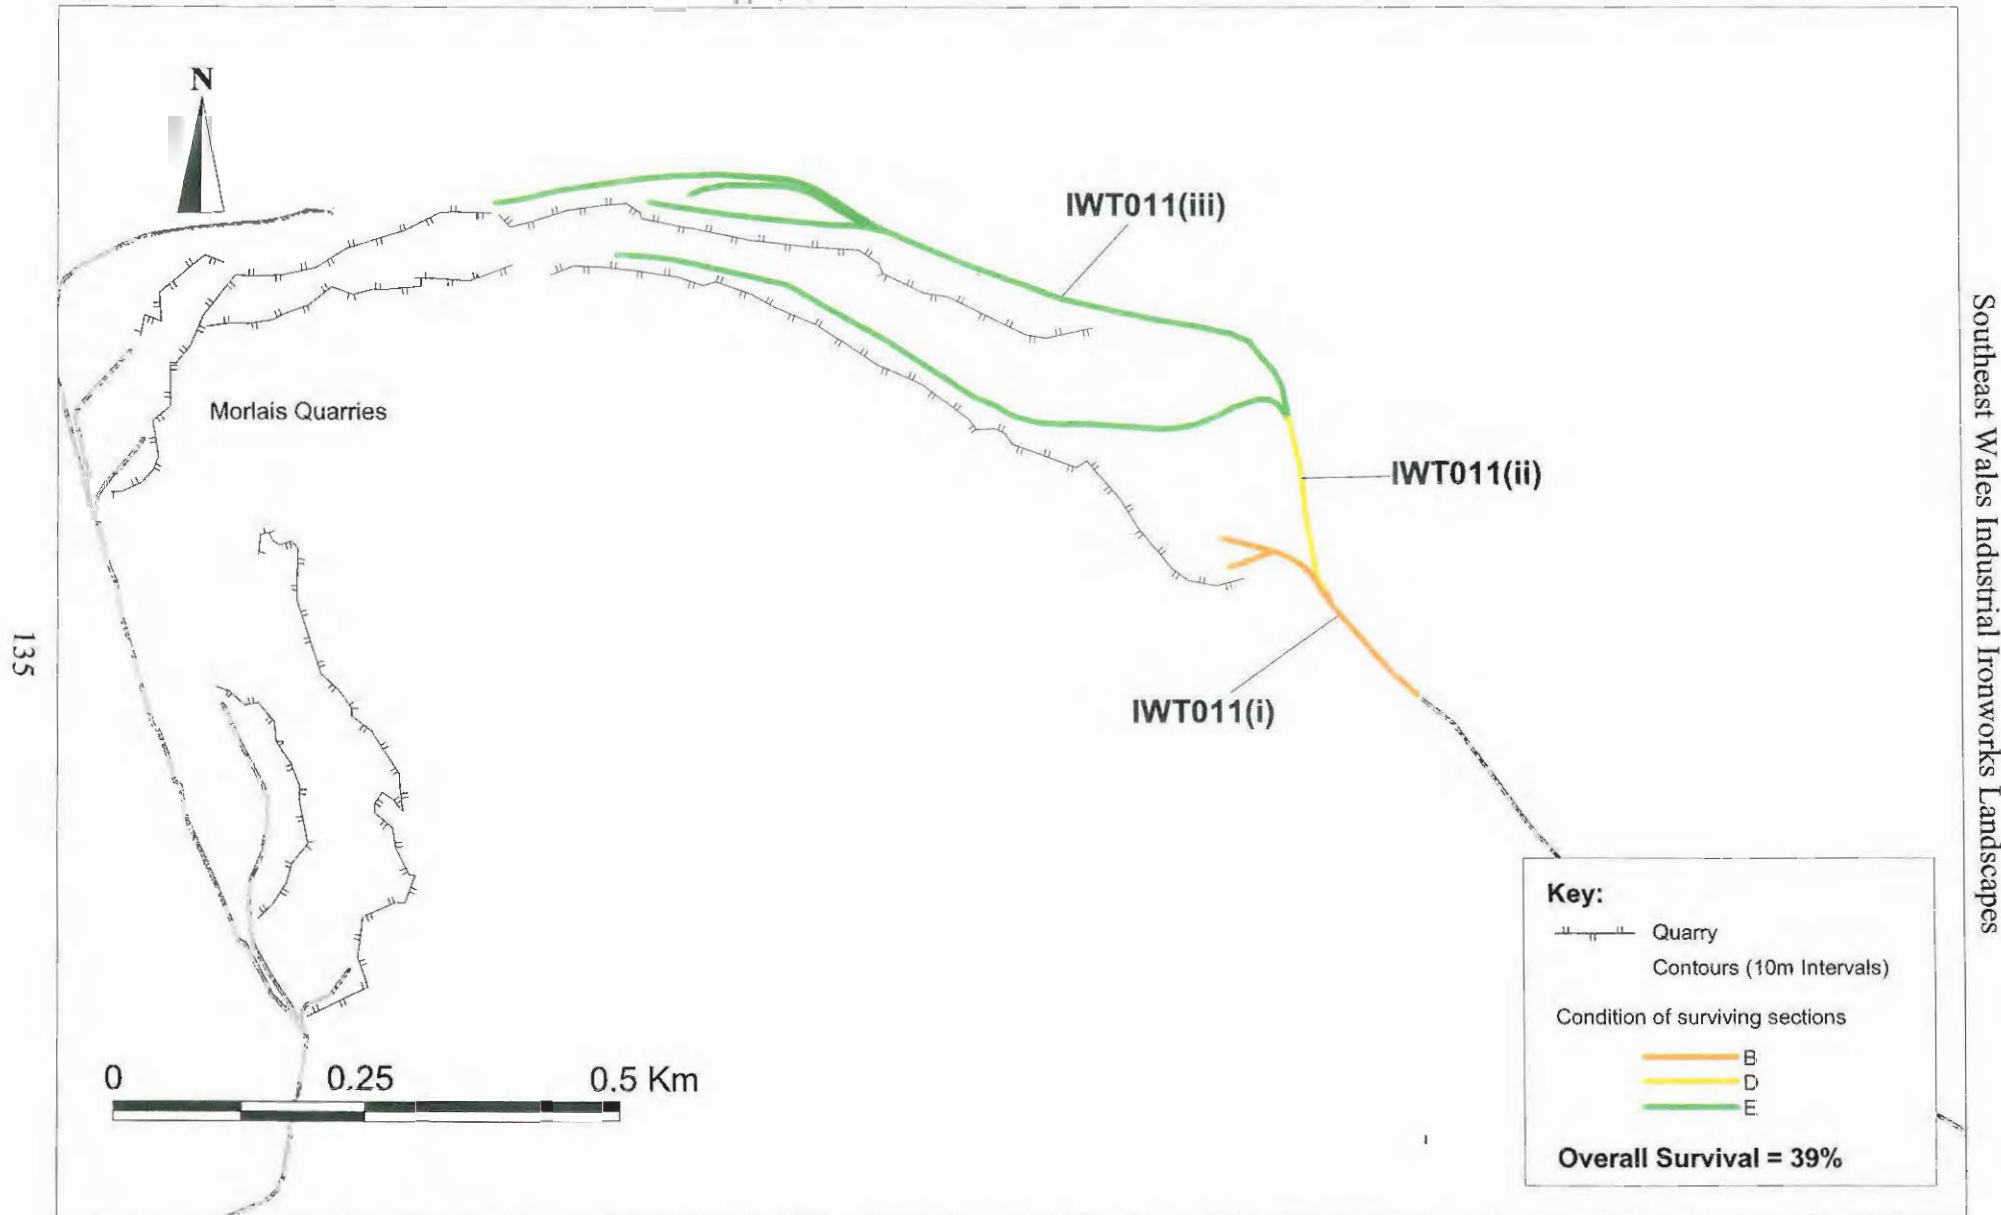 N
IWT011(iii)
Morlais Quarries
IWT011(ii)
IWT011(i)
135
Southeast Wales Industrial Ironworks Landscapes
0 0.25 0.5 Km
Key:
Quarry
Contours (10m Intervals)
Condition of surviving sections
B
D
E
Overall Survival = 39%